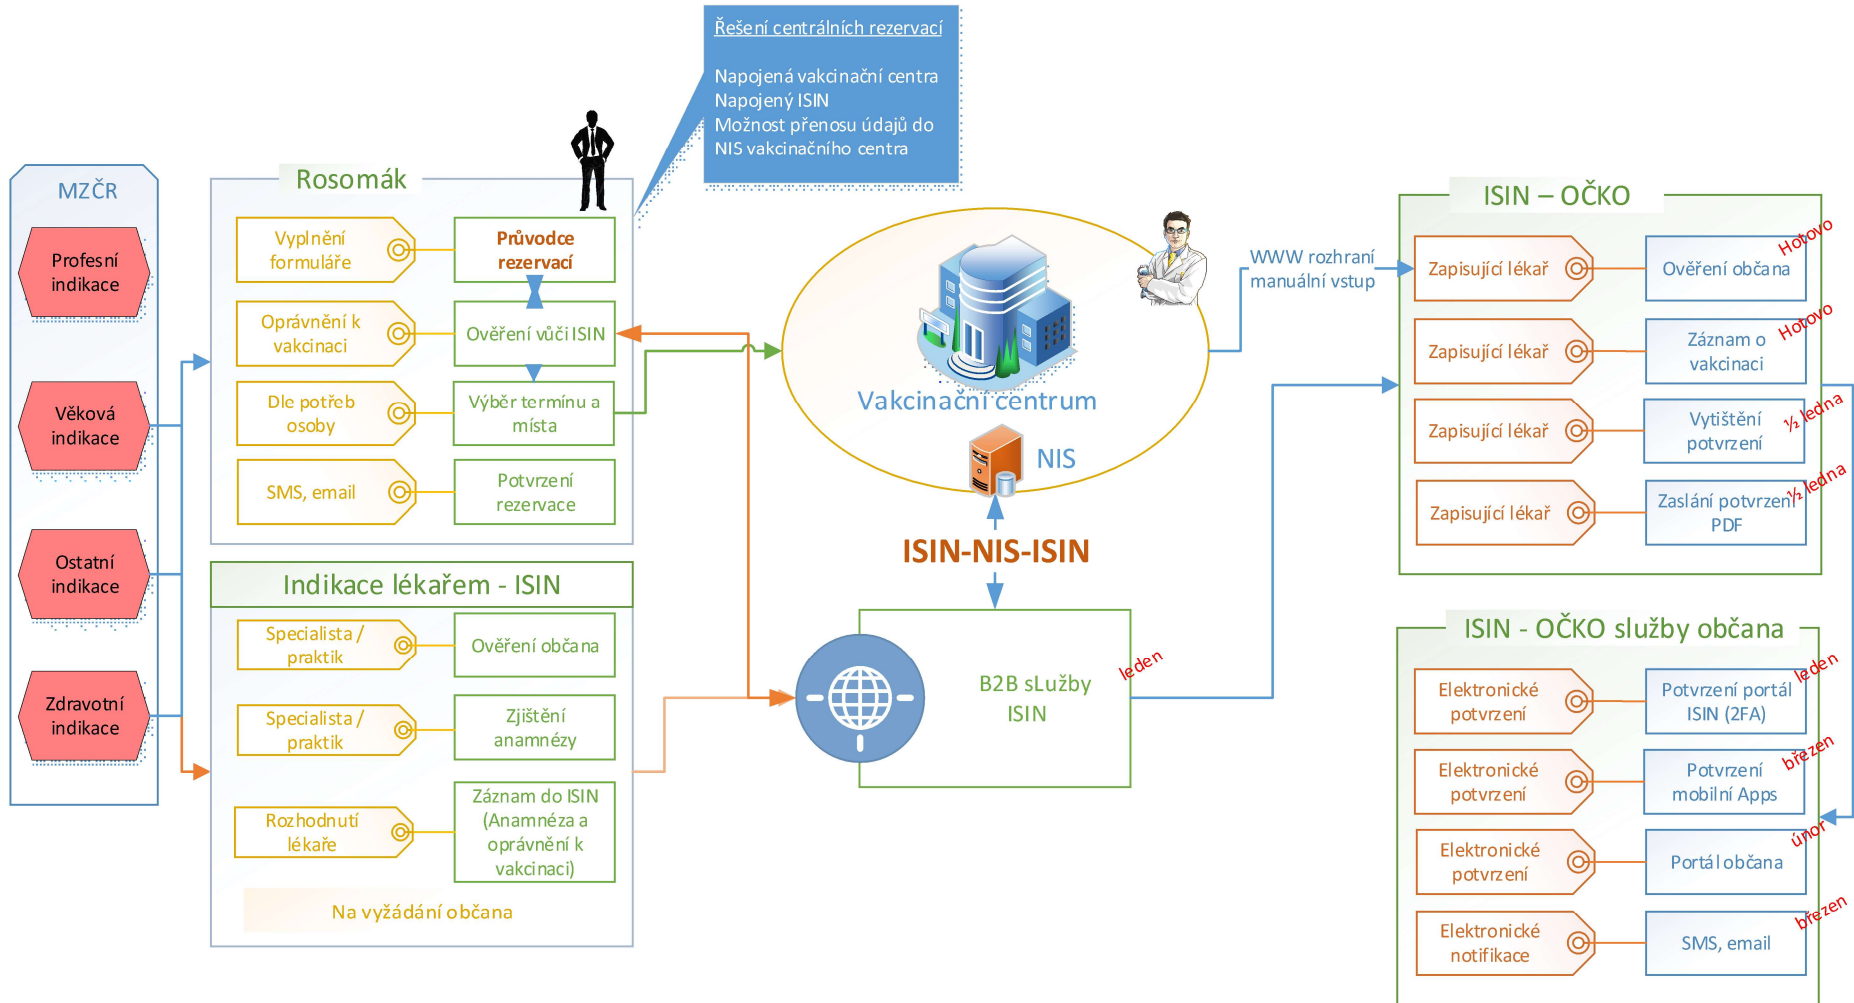 Řešení centrálních rezervací
Napojená vakcinační centra
Napojený ISIN
Možnost přenosu údajů do
NIS vakcinačního centra
MZČR
Profesní
indikace
Věková
indikace
Ostatní
indikace
Zdravotní
indikace
Rosomák
Vyplnění
formuláře
Průvodce
rezervací
Oprávnění k
vakcinaci
Ověření vůči ISIN
Dle potřeb
osoby
Výběr termínu a
místa
SMS, email
Potvrzení
rezervace
Indikace lékařem - ISIN
Specialista /
praktik
Ověření občana
Specialista /
praktik
Zjištění
anamnézy
Rozhodnutí
lékaře
Záznam do ISIN
(Anamnéza a
oprávnění k
vakcinaci)
Na vyžádání občana
Vakcinační centrum
NIS
ISIN-NIS-ISIN
B2B sLužby
ISIN
leden
WWW rozhraní
manuální vstup
ISIN – OČKO
Zapisující lékař
Ověření občana
Hotovo
Zapisující lékař
Záznam o
vakcinaci
Hotovo
Zapisující lékař
Vytištění
potvrzení
½ ledna
Zapisující lékař
Zaslání potvrzení
PDF
½ ledna
ISIN - OČKO služby občana
Elektronické
potvrzení
Potvrzení portál
ISIN (2FA)
leden
Elektronické
potvrzení
Potvrzení
mobilní Apps
březen
Elektronické
potvrzení
Portál občana
únor
Elektronické
notifikace
SMS, email
březen